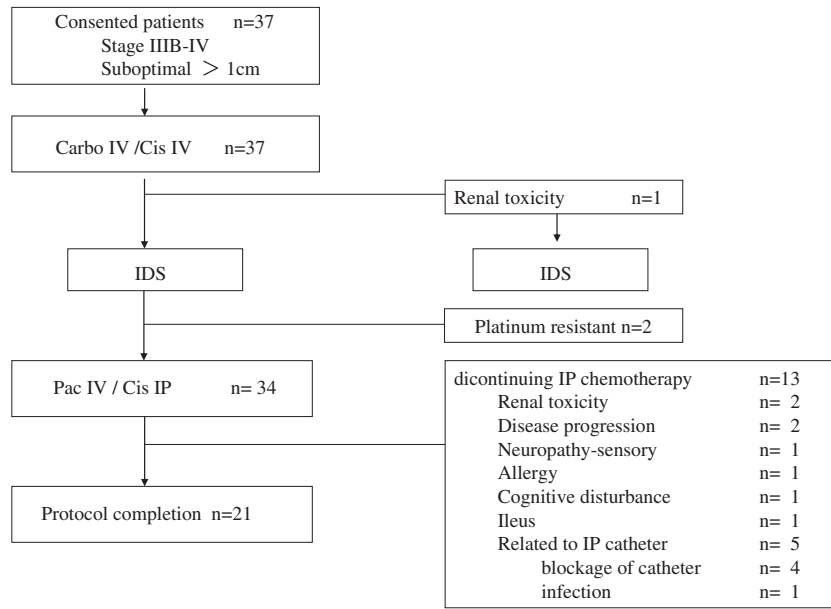 Consented patients n=37
Stage IIIB-IV
Suboptimal > 1cm
Carbo IV /Cis IV n=37
Renal toxicity n=1
IDS
IDS
Platinum resistant n=2
Pac IV / Cis IP n= 34
dicontinuing IP chemotherapy n=13
Renal toxicity n= 2
Disease progression n= 2
Neuropathy-sensory n= 1
Allergy n= 1
Cognitive disturbance n= 1
Ileus n= 1
Related to IP catheter n= 5
blockage of catheter n= 4
infection n= 1
Protocol completion n=21